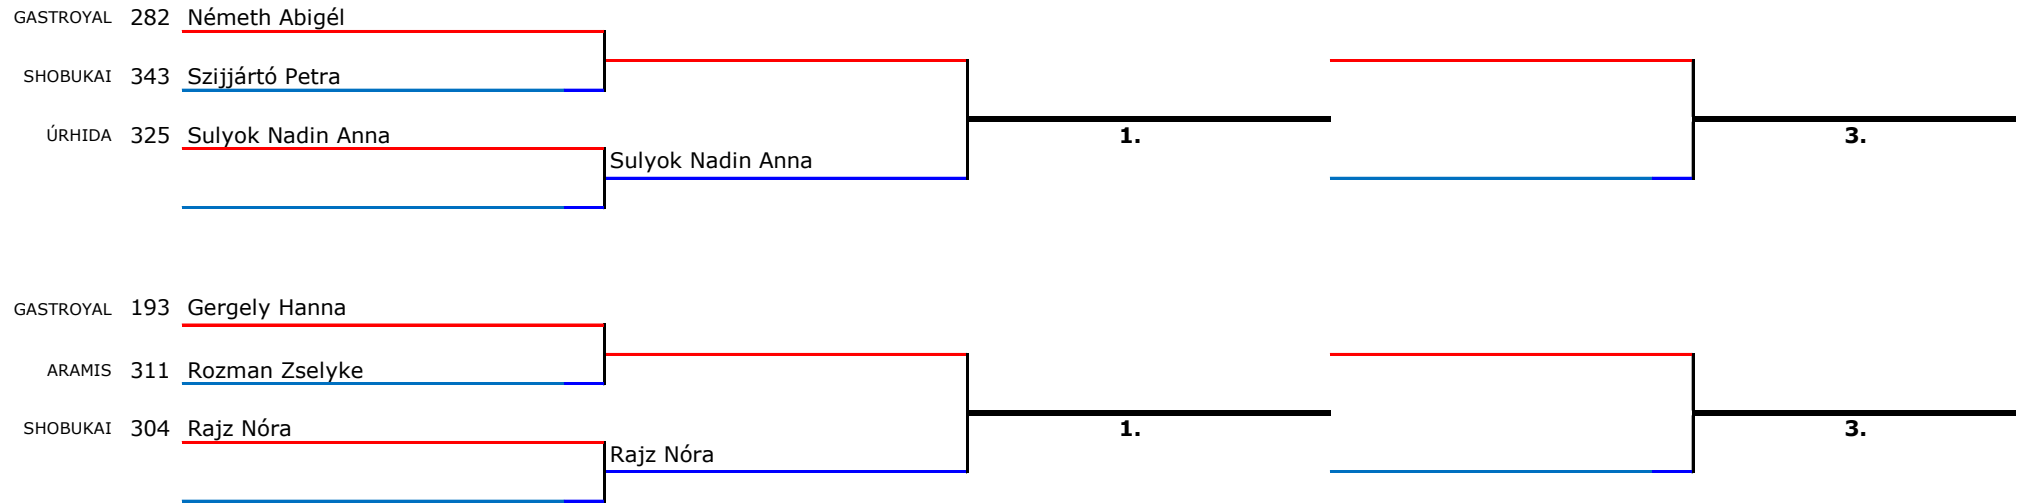 GASTROYAL 282 Németh Abigél
SHOBUKAI 343 Szijjártó Petra
ÚRHIDA 325 Sulyok Nadin Anna
1.
3.
Sulyok Nadin Anna
GASTROYAL 193 Gergely Hanna
ARAMIS 311 Rozman Zselyke
SHOBUKAI 304 Rajz Nóra
1.
3.
Rajz Nóra